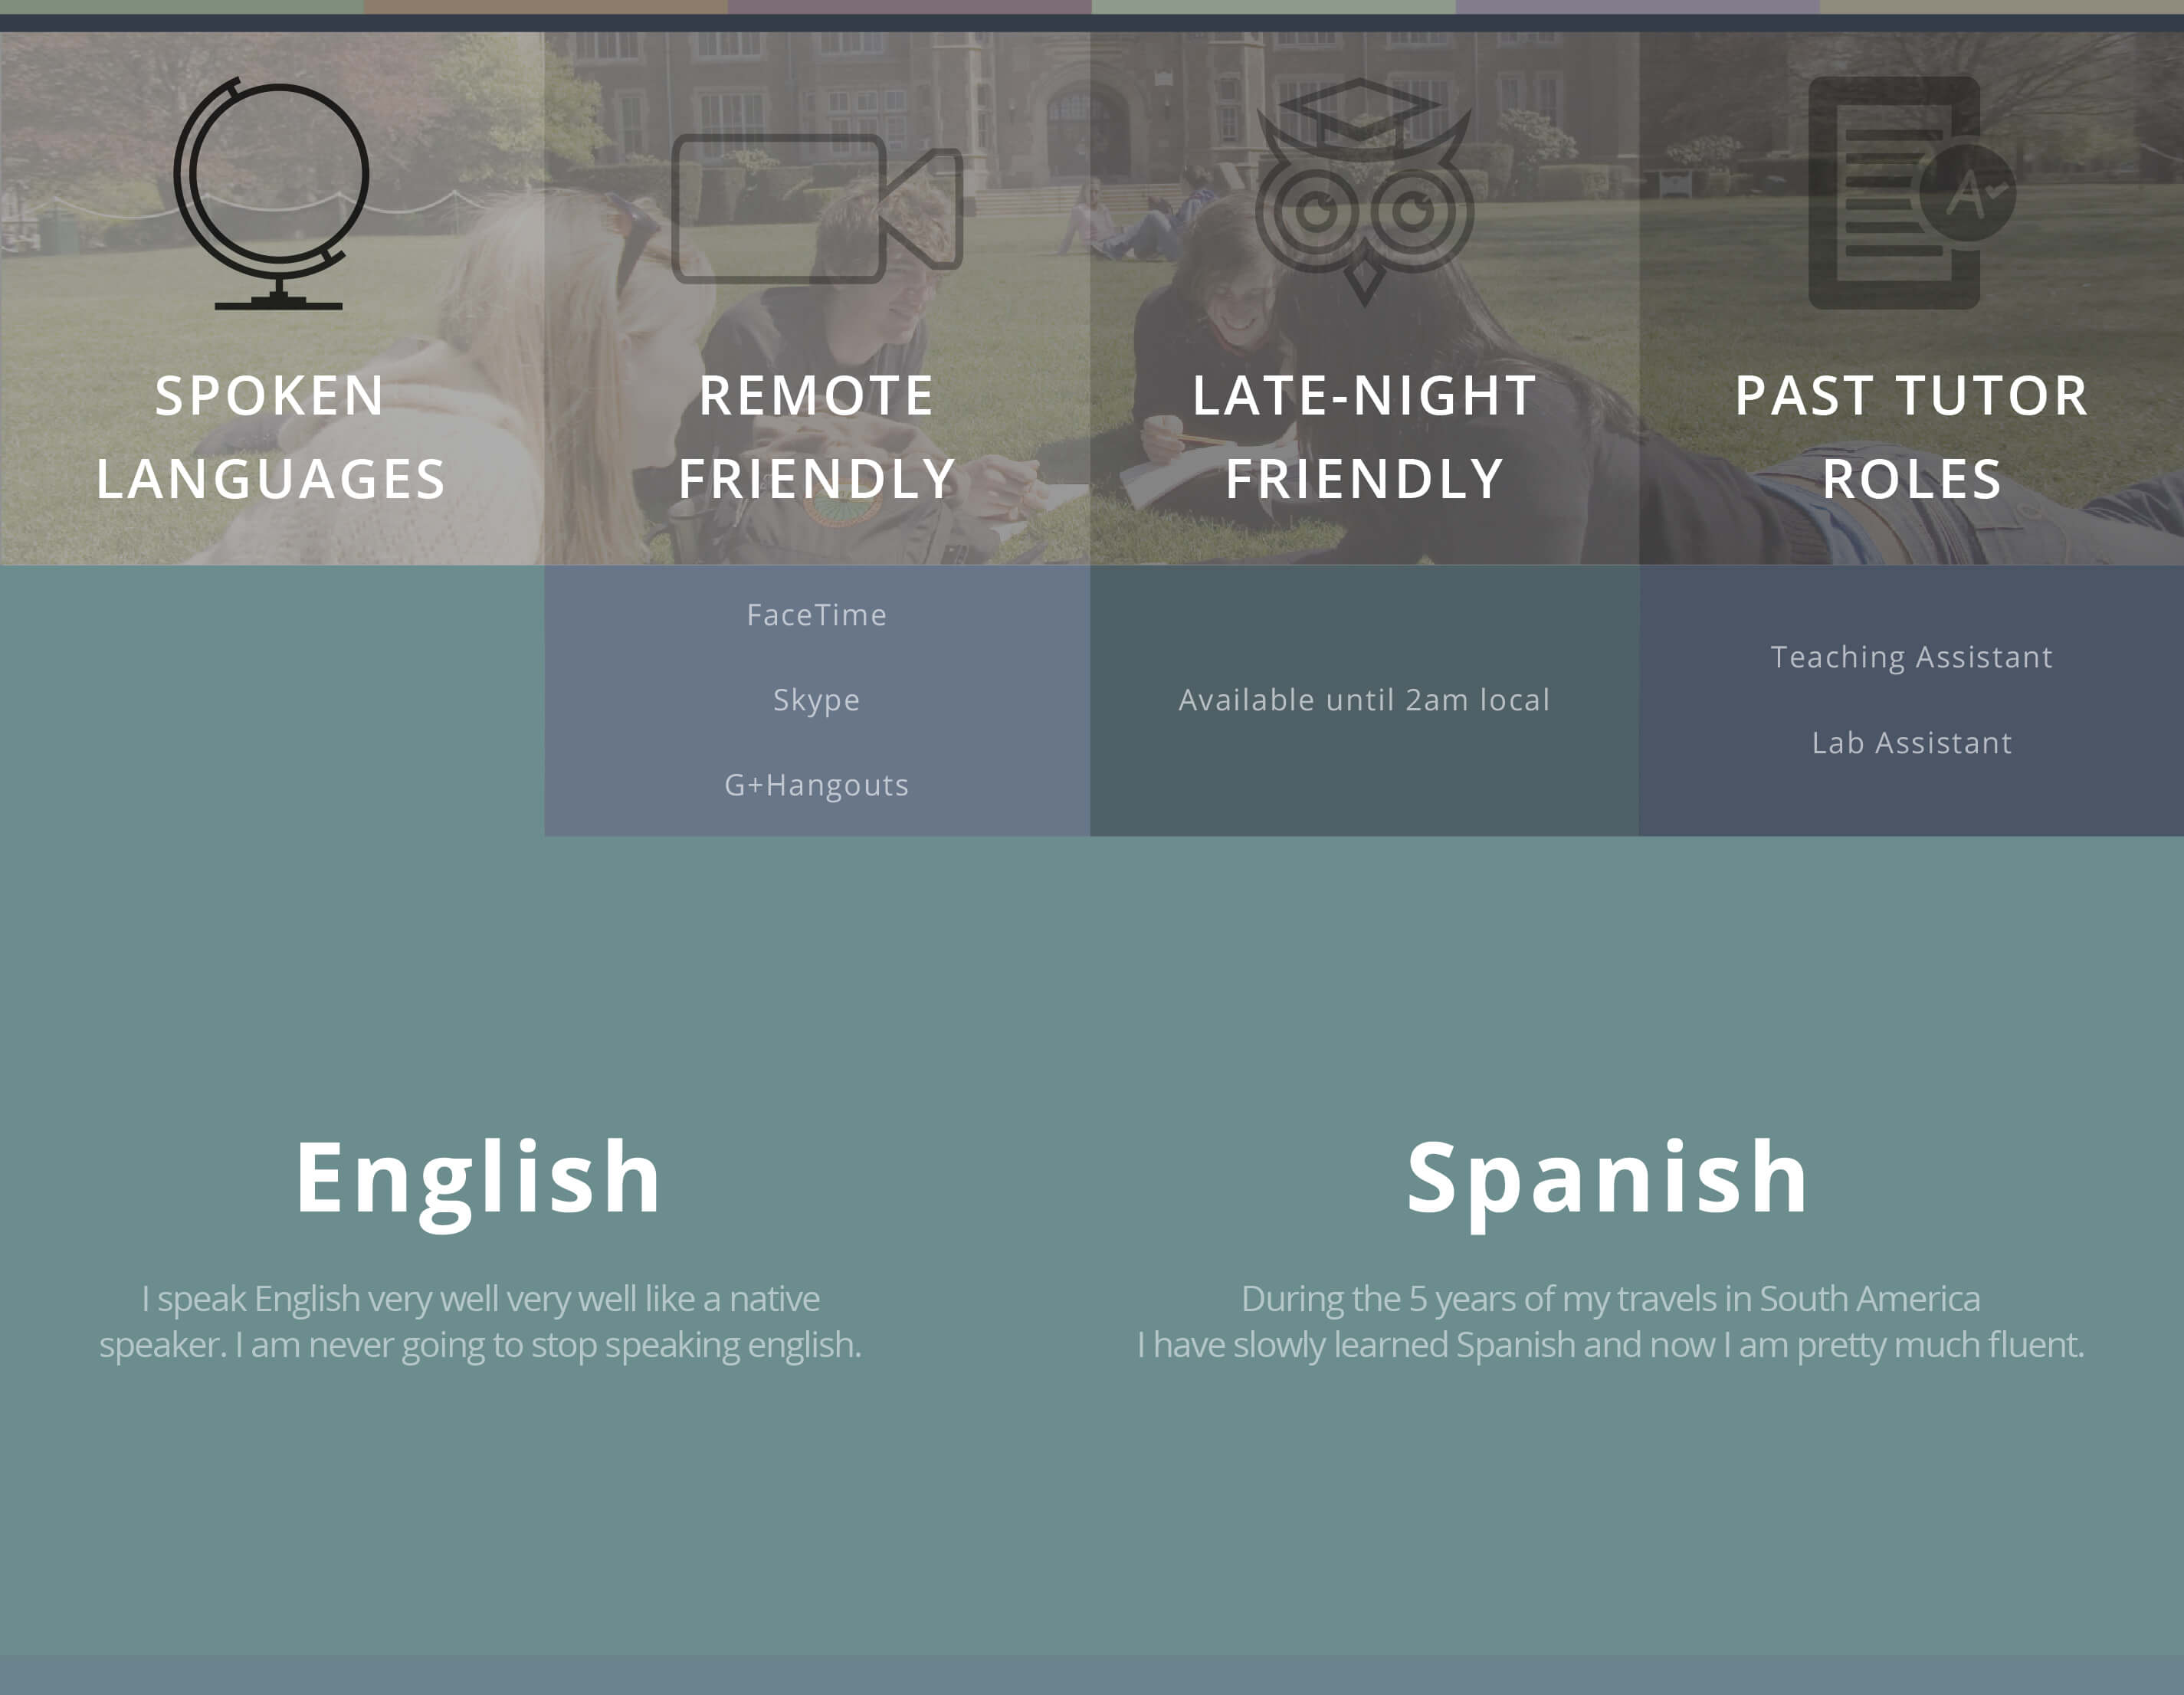 SPOKEN
LANGUAGES
REMOTE
FRIENDLY
LATE-NIGHT
FRIENDLY
PAST TUTOR
ROLES
A
FaceTime
Skype
G+Hangouts
Available until 2am local
Teaching Assistant
Lab Assistant
English
I speak English very well very well like a native
speaker. I am never going to stop speaking english.
Spanish
During the 5 years of my travels in South America
I have slowly learned Spanish and now I am pretty much fluent.